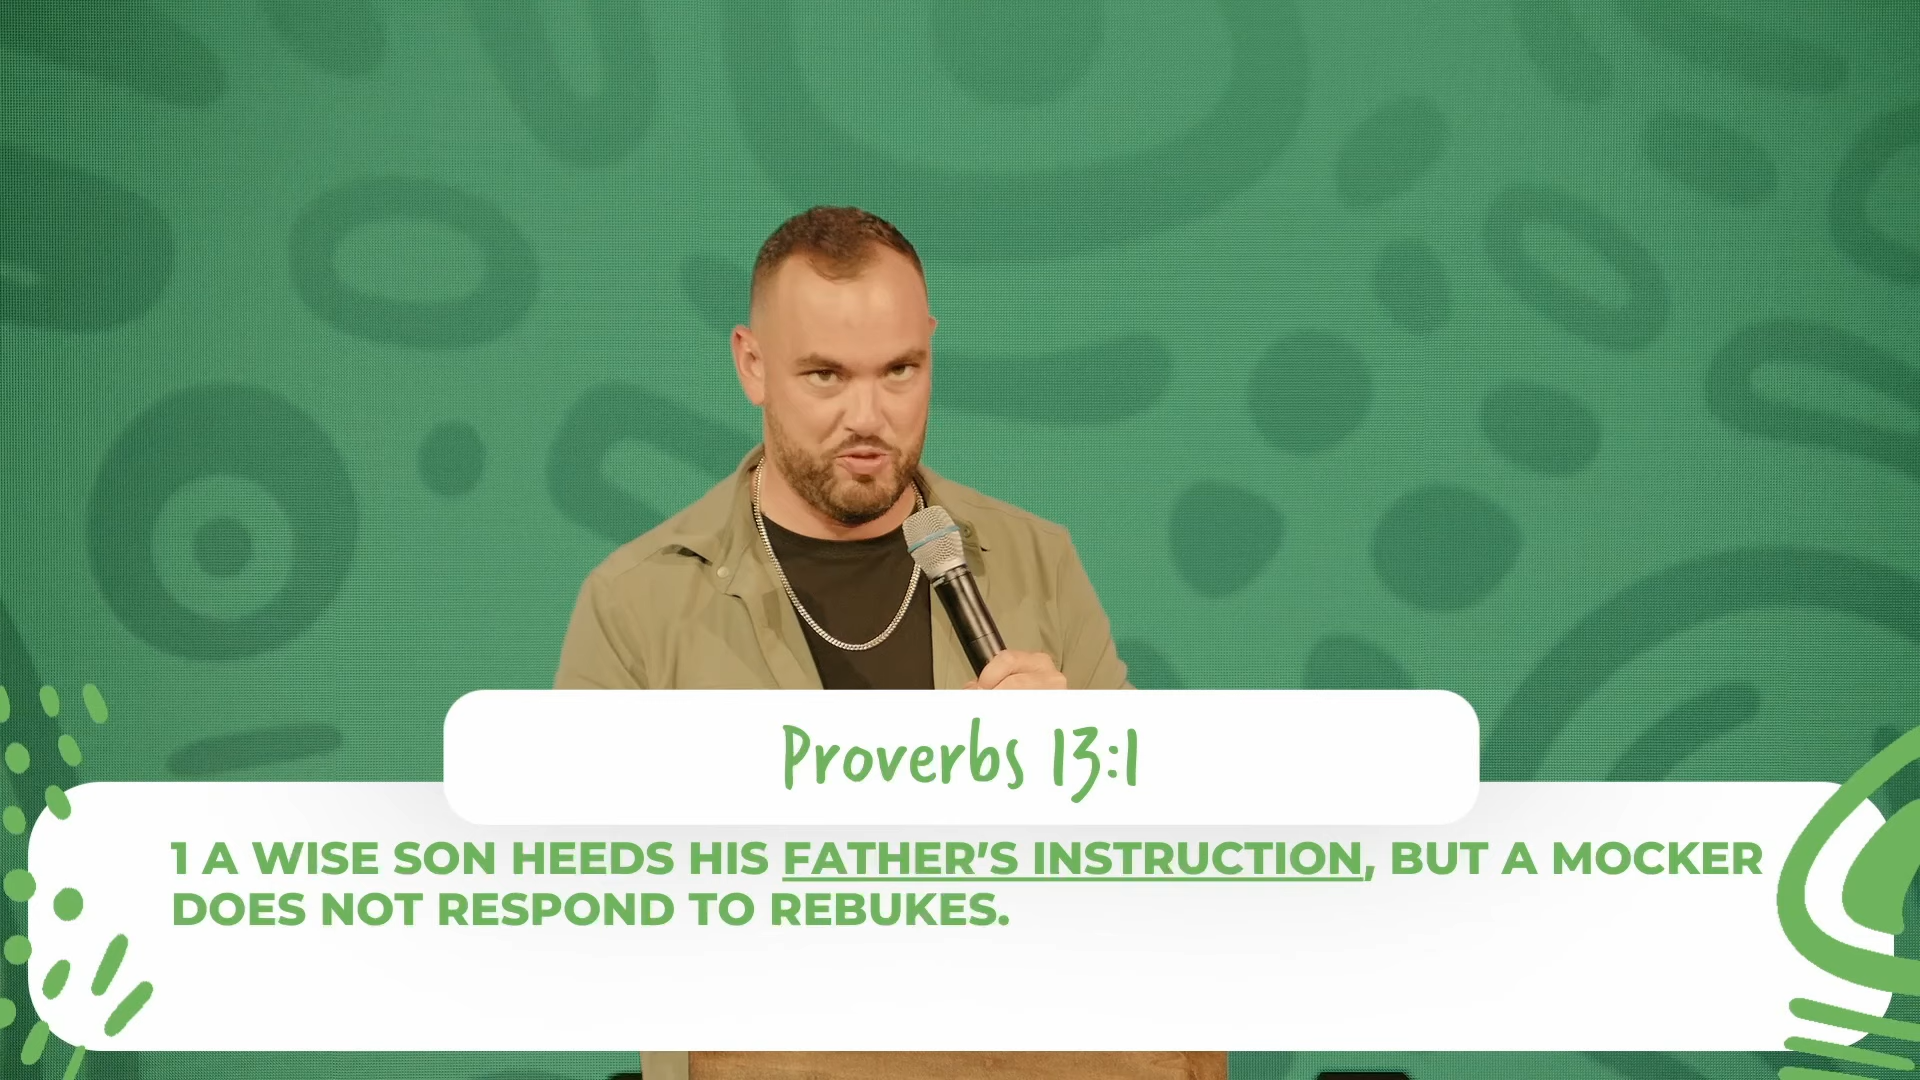 Proverbs 13:1
1 A WISE SON HEEDS HIS FATHER'S INSTRUCTION, BUT A MOCKER
DOES NOT RESPOND TO REBUKES.